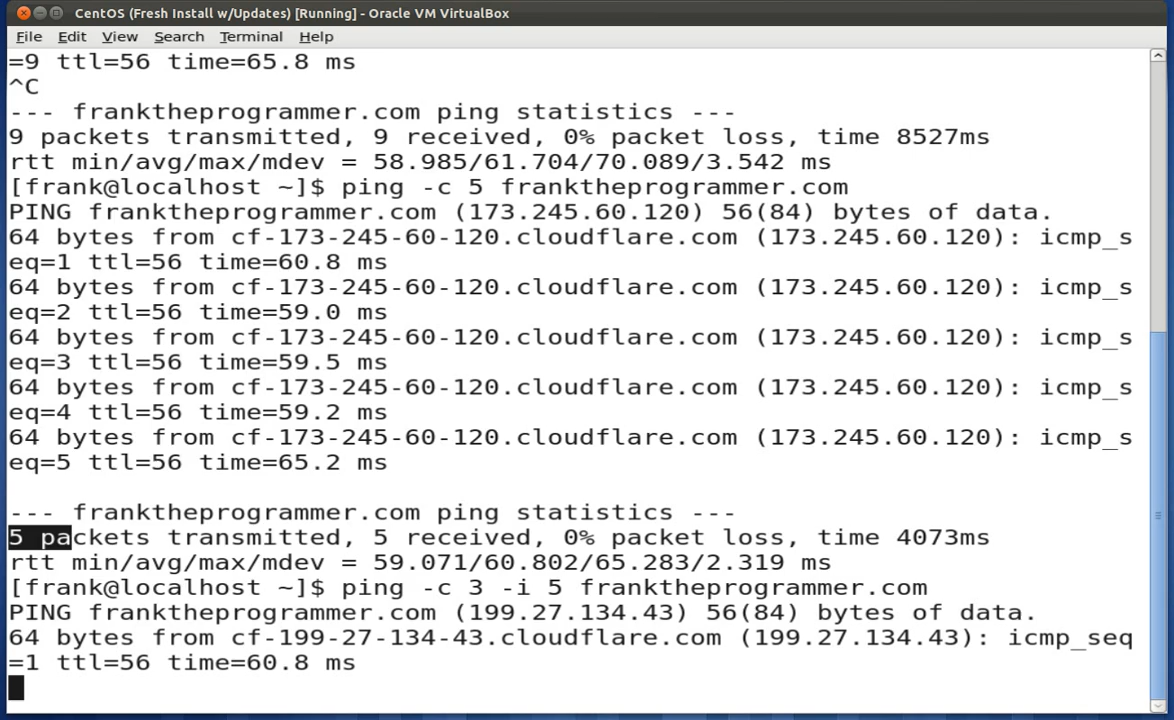 CentOS (Fresh Install w/Updates) [Running] - Oracle VM VirtualBox
File Edit View Search Terminal Help
=9 ttl=56 time=65.8 ms
^C
--- franktheprogrammer.com ping statistics ---
9 packets transmitted, 9 received, 0% packet loss, time 8527ms
rtt min/avg/max/mdev = 58.985/61.704/70.089/3.542 ms
[frank@localhost ~]$ ping -c 5 franktheprogrammer.com
PING franktheprogrammer.com (173.245.60.120) 56(84) bytes of data.
64 bytes from cf-173-245-60-120.cloudflare.com (173.245.60.120): icmp_s
eq=1 ttl=56 time=60.8 ms
64 bytes from cf-173-245-60-120.cloudflare.com (173.245.60.120): icmp_s
eq=2 ttl=56 time=59.0 ms
64 bytes from cf-173-245-60-120.cloudflare.com (173.245.60.120): icmp_s
eq=3 ttl=56 time=59.5 ms
64 bytes from cf-173-245-60-120.cloudflare.com (173.245.60.120): icmp_s
eq=4 ttl=56 time=59.2 ms
64 bytes from cf-173-245-60-120.cloudflare.com (173.245.60.120): icmp_s
eq=5 ttl=56 time=65.2 ms
--- franktheprogrammer.com ping statistics ---
5 packets transmitted, 5 received, 0% packet loss, time 4073ms
rtt min/avg/max/mdev = 59.071/60.802/65.283/2.319 ms
[frank@localhost ~]$ ping -c 3 -i 5 franktheprogrammer.com
PING franktheprogrammer.com (199.27.134.43) 56(84) bytes of data.
64 bytes from cf-199-27-134-43.cloudflare.com (199.27.134.43): icmp_seq
=1 ttl=56 time=60.8 ms